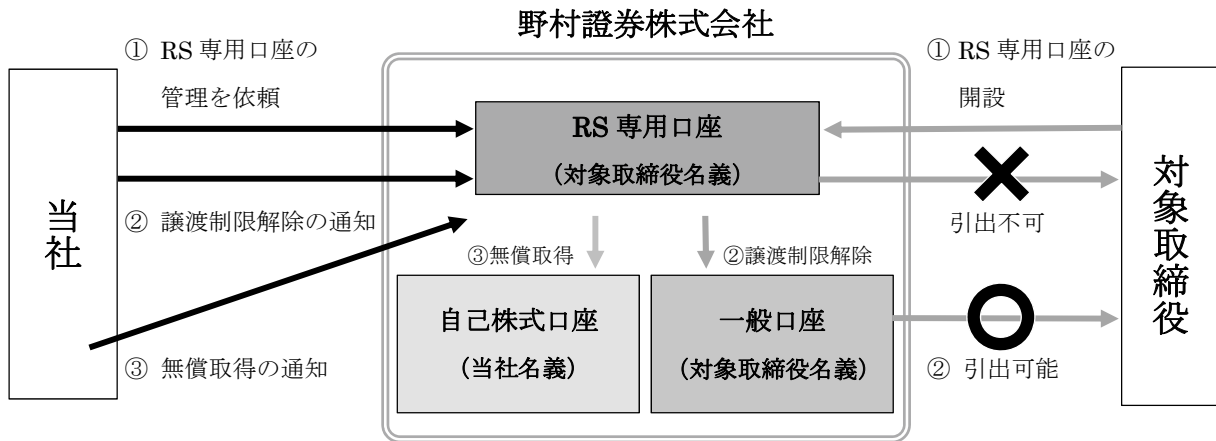 野村證券株式会社
① RS 専用口座の
管理を依頼
① RS 専用口座の
開設
当社
RS 専用口座
（対象取締役名義）
対象取締役
② 譲渡制限解除の通知
引出不可
③無償取得
②譲渡制限解除
自己株式口座
（当社名義）
一般口座
（対象取締役名義）
③ 無償取得の通知
② 引出可能